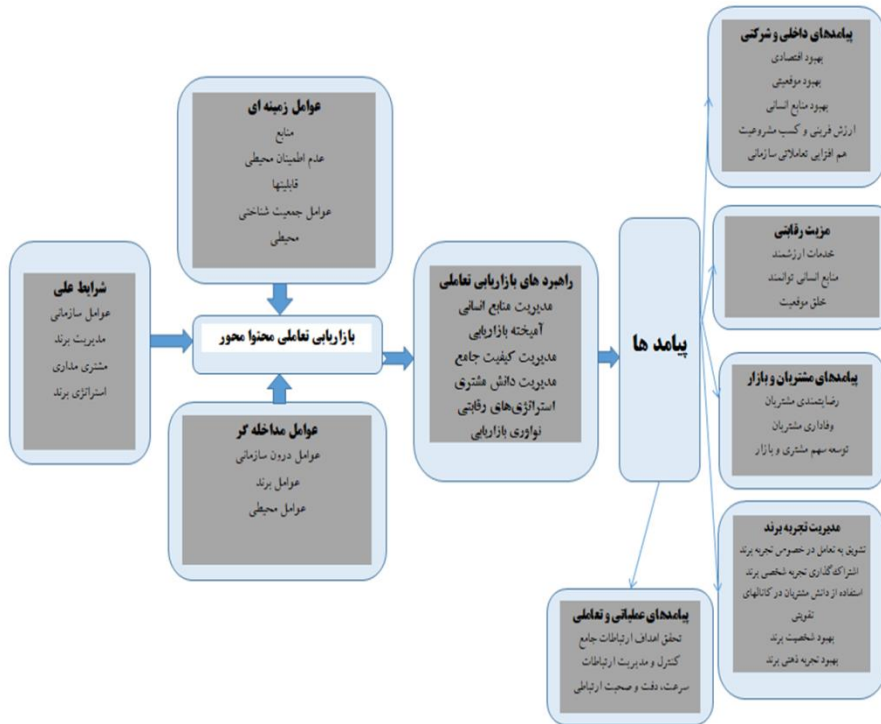 شرایط علی
عوامل سازمانی
مدیریت برند
مشتری مداری
استراتژی برند
عوامل زمینه ای
منابع
عدم اطمینان محیطی
قابلیتها
عوامل جمعیت شناختی
محیطی
بازاریابی تعاملی محتوا محور
عوامل مداخله گر
عوامل درون سازمانی
عوامل برند
عوامل محیطی
راهبرد های بازاریابی تعاملی
مدیریت منابع انسانی
آمیخته بازاریابی
مدیریت کیفیت جامع
مدیریت دانش مشتری
استراتژی‌های رقابتی
نواوری بازاریابی
پیامد ها
پیامدهای داخلی و شرکتی
بهبود اقتصادی
بهبود موقعیتی
بهبود منابع انسانی
ارزش فرینی و کسب مشروعیت
هم افزایی تعاملاتی سازمانی
مزیت رقابتی
خدمات ارزشمند
منابع انسانی توانمند
خلق موقعیت
پیامدهای مشتریان و بازار
رضایتمندی مشتریان
وفاداری مشتریان
توسعه سهم مشتری و بازار
مدیریت تجربه برند
تشویق به تعامل در خصوص تجربه برند
اشتراک‌گذاری تجربه شخصی برند
استفاده از دانش مشتریان در کانالهای
تقویتی
بهبود شخصیت برند
بهبود تجربه ذهنی برند
پیامدهای عملیاتی و تعاملی
تحقق اهداف ارتباطات جامع
کنترل و مدیریت ارتباطات
سرعت، دقت و صحت ارتباطی